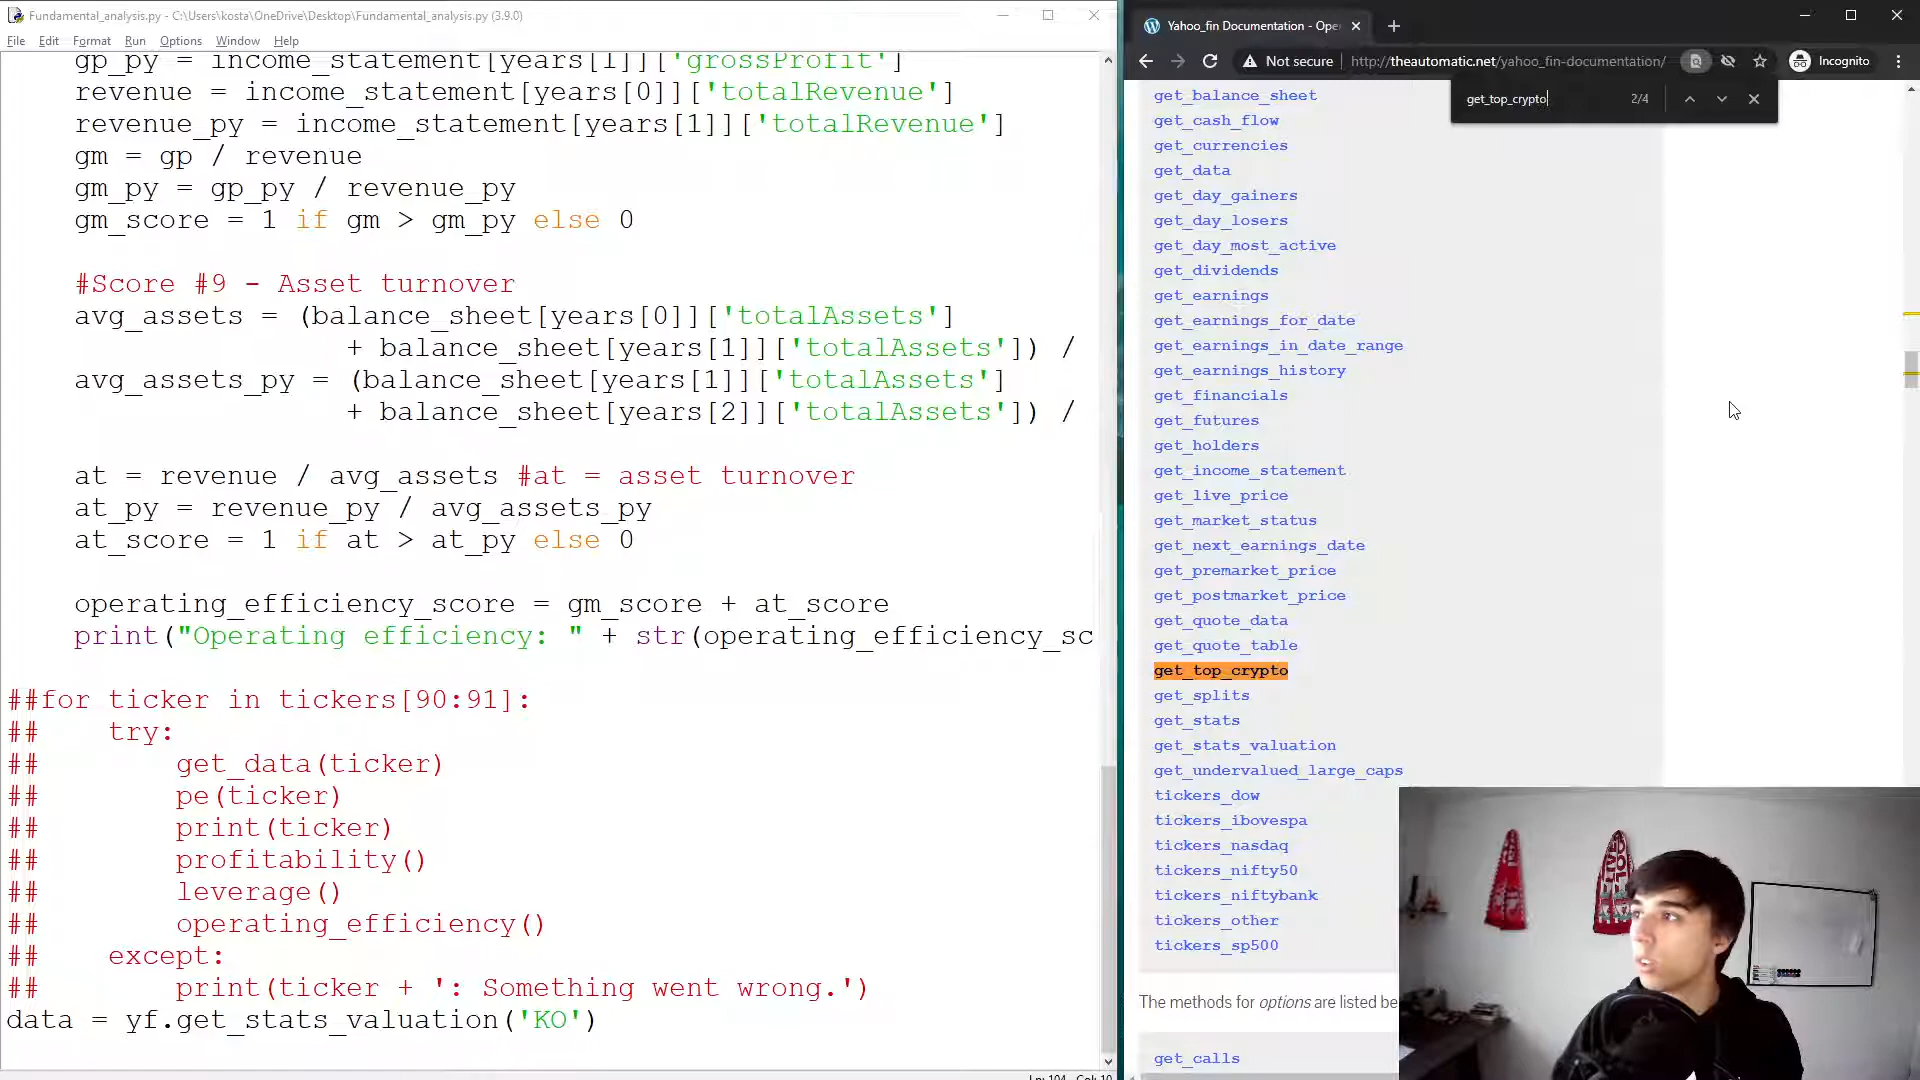 Fundamental_analysis.py - C:\Users\kosta\OneDrive\Desktop\Fundamental_analysis.py (3.9.0)
File Edit Format Run Options Window Help
gp_py = income_statement[years[1]]['grossProfit']
revenue = income_statement[years[0]]['totalRevenue']
revenue_py = income_statement[years[1]]['totalRevenue']
gm = gp / revenue
gm_py = gp_py / revenue_py
gm_score = 1 if gm > gm_py else 0
#Score #9 - Asset turnover
avg_assets = (balance_sheet[years[0]]['totalAssets']
+ balance_sheet[years[1]]['totalAssets']) /
avg_assets_py = (balance_sheet[years[1]]['totalAssets']
+ balance_sheet[years[2]]['totalAssets']) /
at = revenue / avg_assets #at = asset turnover
at_py = revenue_py / avg_assets_py
at_score = 1 if at > at_py else 0
operating_efficiency_score = gm_score + at_score
print("Operating efficiency: " + str(operating_efficiency_sc
##for ticker in tickers[90:91]:
## try:
## get_data(ticker)
## pe(ticker)
## print(ticker)
## profitability()
## leverage()
## operating_efficiency()
## except:
## print(ticker + ': Something went wrong.')
data = yf.get_stats_valuation('KO')
Ln: 104 Col: 10
Yahoo_fin Documentation - Ope
Not secure http://theautomatic.net/yahoo_fin-documentation/ Incognito
get_top_crypto 2/4
get_balance_sheet
get_cash_flow
get_currencies
get_data
get_day_gainers
get_day_losers
get_day_most_active
get_dividends
get_earnings
get_earnings_for_date
get_earnings_in_date_range
get_earnings_history
get_financials
get_futures
get_holders
get_income_statement
get_live_price
get_market_status
get_next_earnings_date
get_premarket_price
get_postmarket_price
get_quote_data
get_quote_table
get_top_crypto
get_splits
get_stats
get_stats_valuation
get_undervalued_large_caps
tickers_dow
tickers_ibovespa
tickers_nasdaq
tickers_nifty50
tickers_niftybank
tickers_other
tickers_sp500
The methods for options are listed be
get_calls